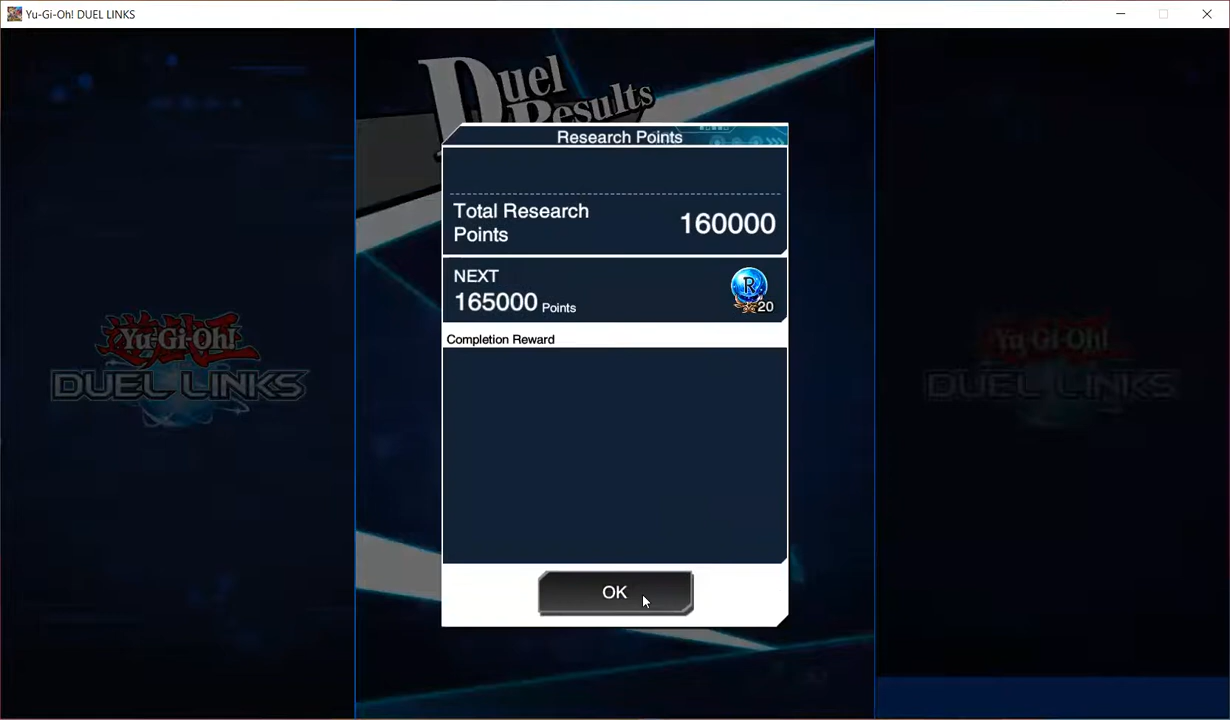 Yu-Gi-Oh! DUEL LINKS
Duel
Results
Research Points
Total Research
Points
160000
NEXT
165000 Points
R
20
Completion Reward
OK
Yu-Gi-Oh!
DUEL LINKS
Yu-Gi-Oh!
DUEL LINKS